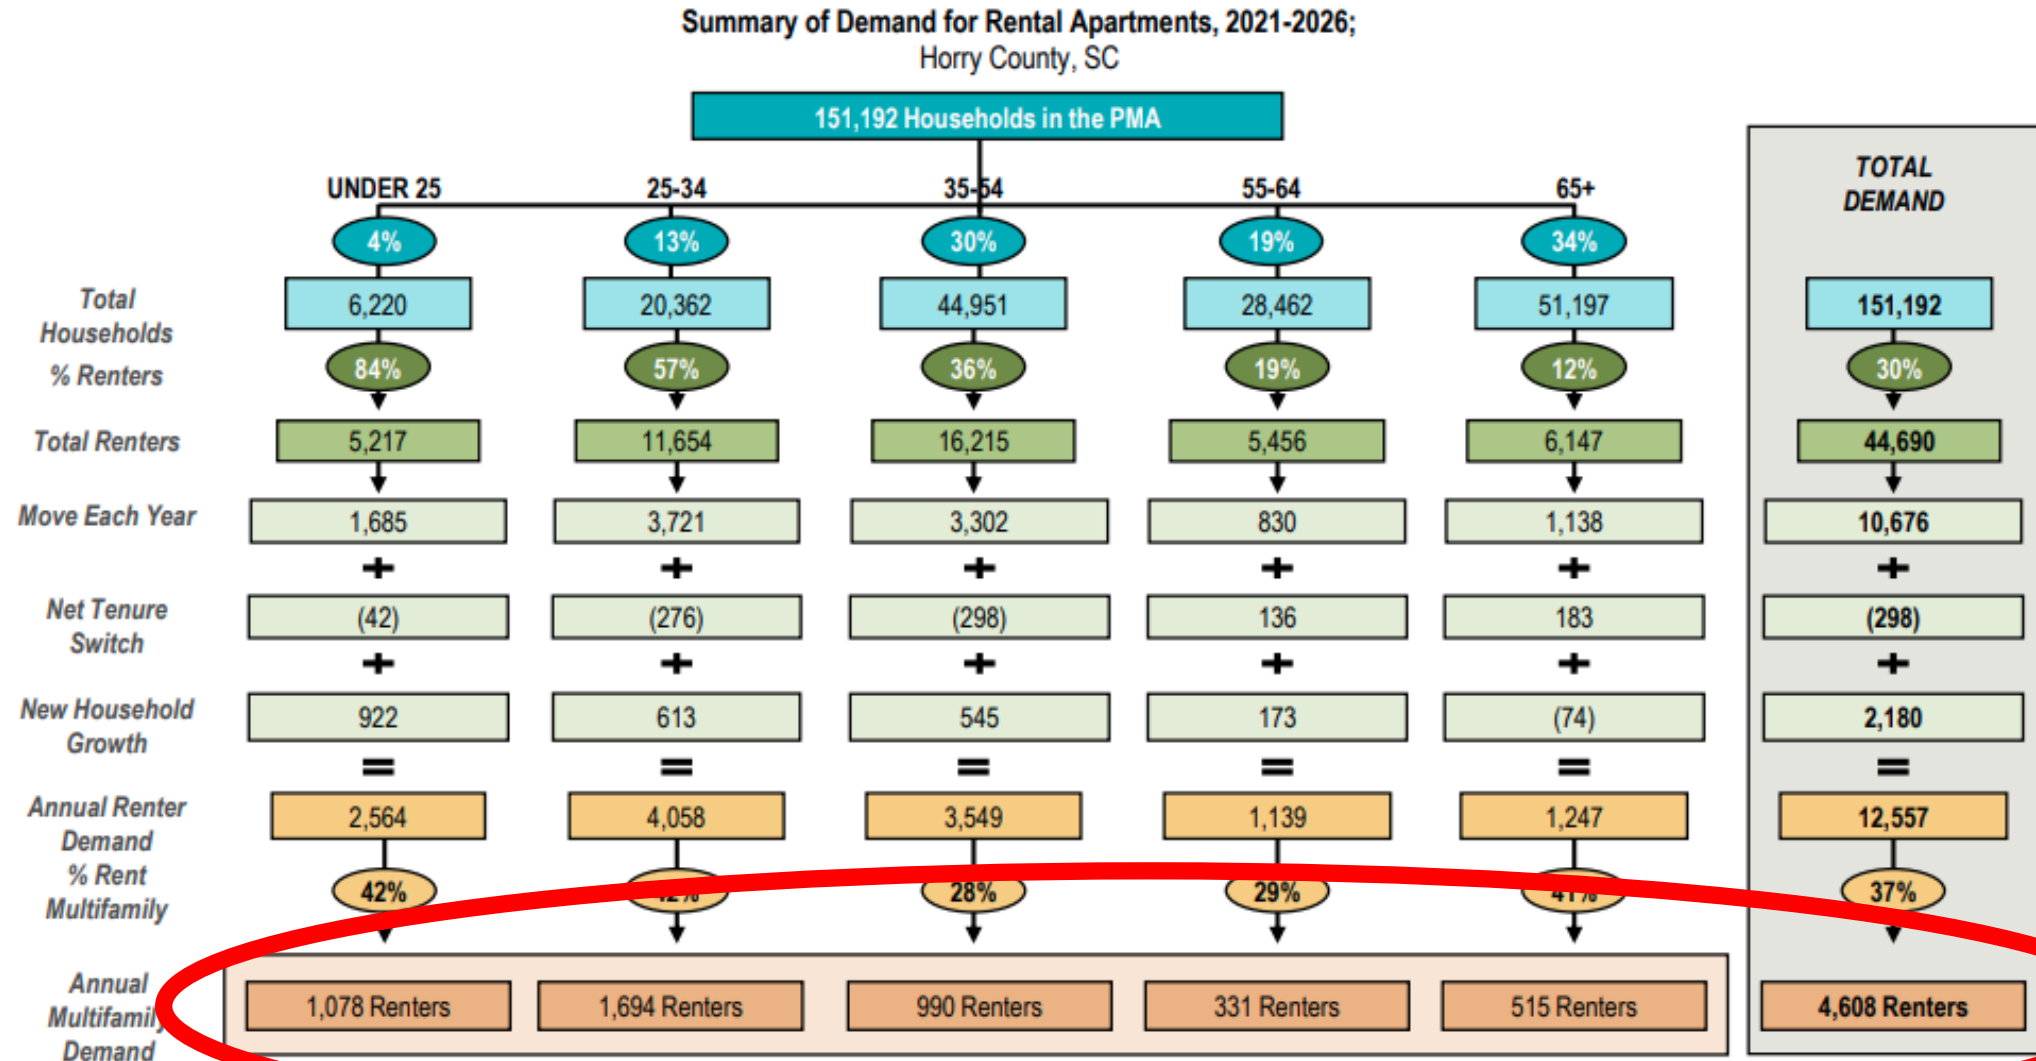 Summary of Demand for Rental Apartments, 2021-2026;
Horry County, SC
151,192 Households in the PMA
UNDER 25 25-34 35-54 55-64 65+ TOTAL
DEMAND
4% 13% 30% 19% 34%
Total
Households 6,220 20,362 44,951 28,462 51,197 151,192
% Renters 84% 57% 36% 19% 12% 30%
Total Renters 5,217 11,654 16,215 5,456 6,147 44,690
Move Each Year 1,685 3,721 3,302 830 1,138 10,676
+ + + + + +
Net Tenure
Switch (42) (276) (298) 136 183 (298)
+ + + + + +
New Household
Growth 922 613 545 173 (74) 2,180
= = = = = =
Annual Renter
Demand 2,564 4,058 3,549 1,139 1,247 12,557
% Rent
Multifamily 42% 42% 28% 29% 41% 37%
Annual
Multifamily
Demand 1,078 Renters 1,694 Renters 990 Renters 331 Renters 515 Renters 4,608 Renters